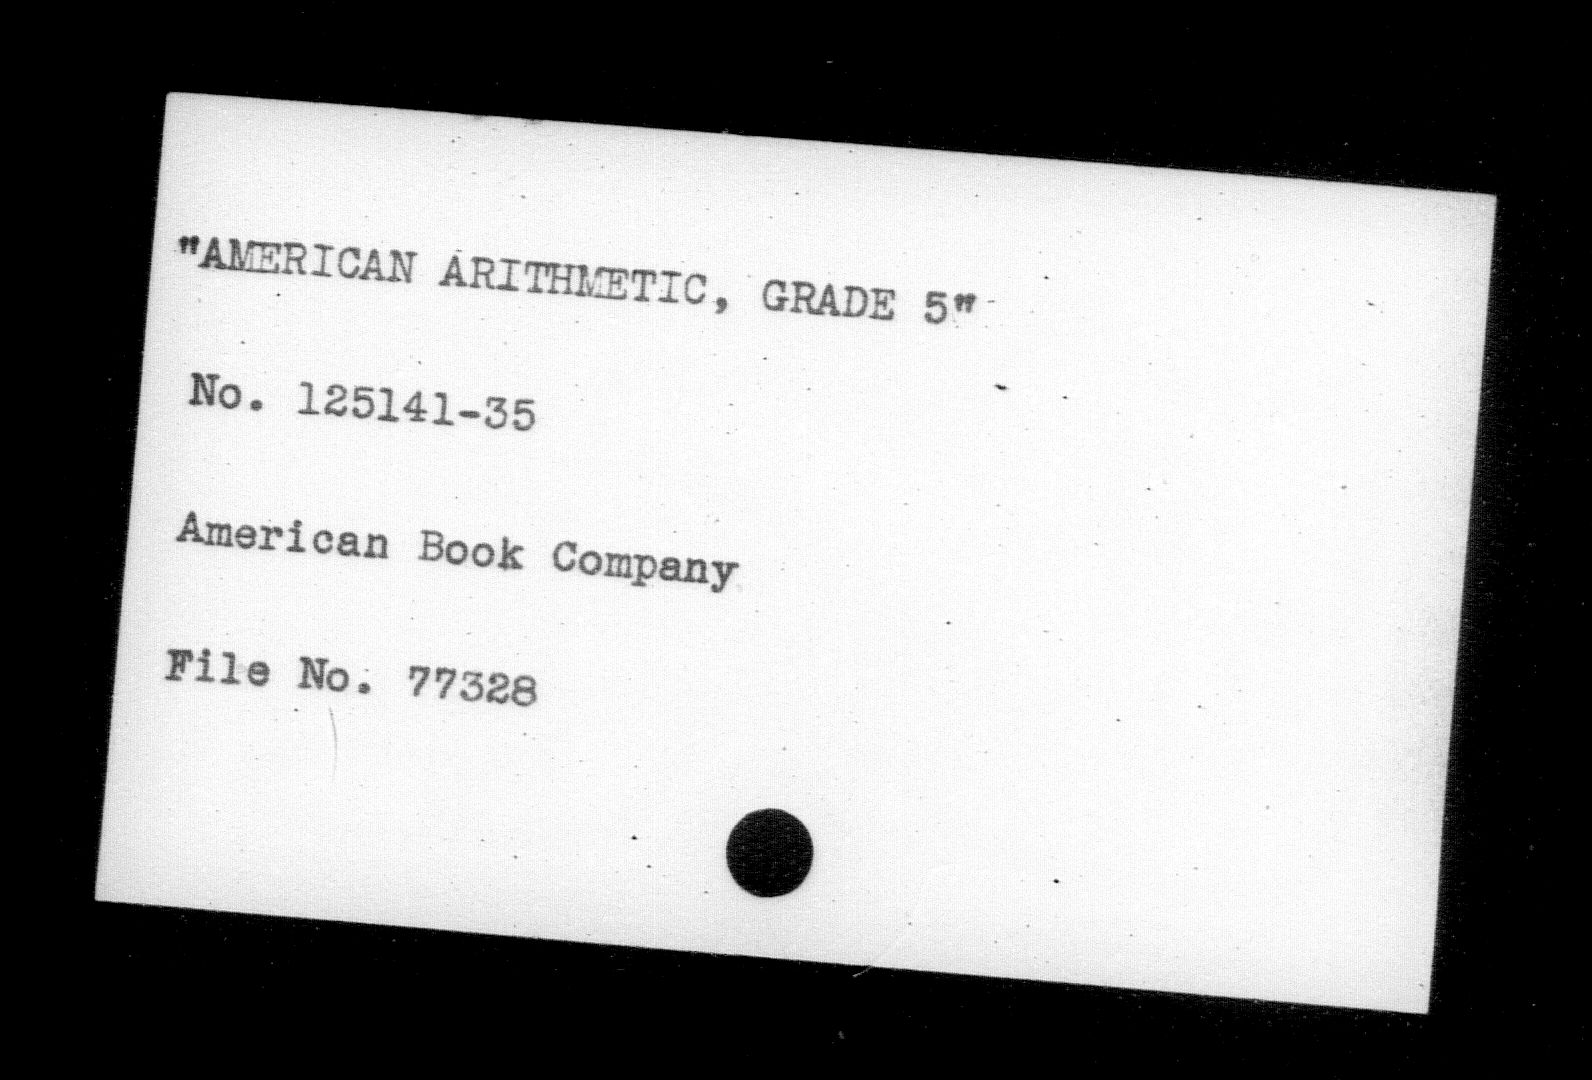 "AMERICAN ARITHMETIC, GRADE 5"
No. 125141-35
American Book Company
File No. 77328